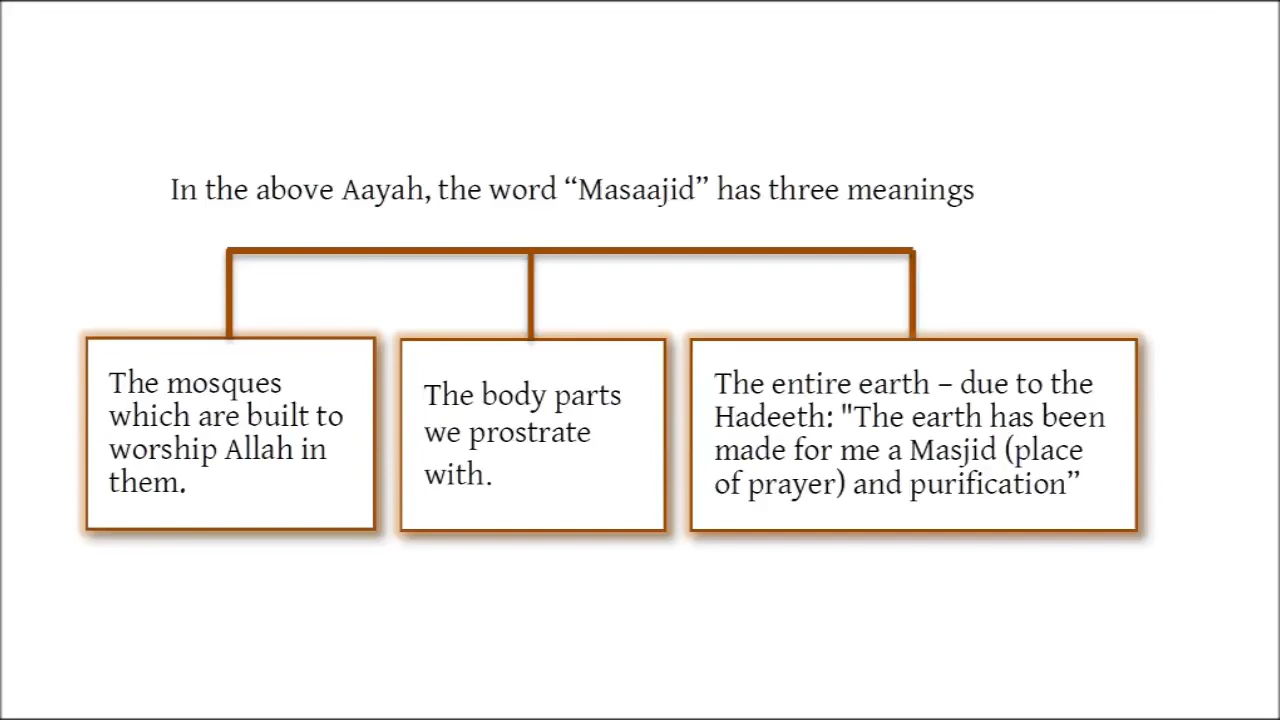 In the above Aayah, the word “Masaajid” has three meanings
The mosques
which are built to
worship Allah in
them.
The body parts
we prostrate
with.
The entire earth – due to the
Hadeeth: "The earth has been
made for me a Masjid (place
of prayer) and purification”